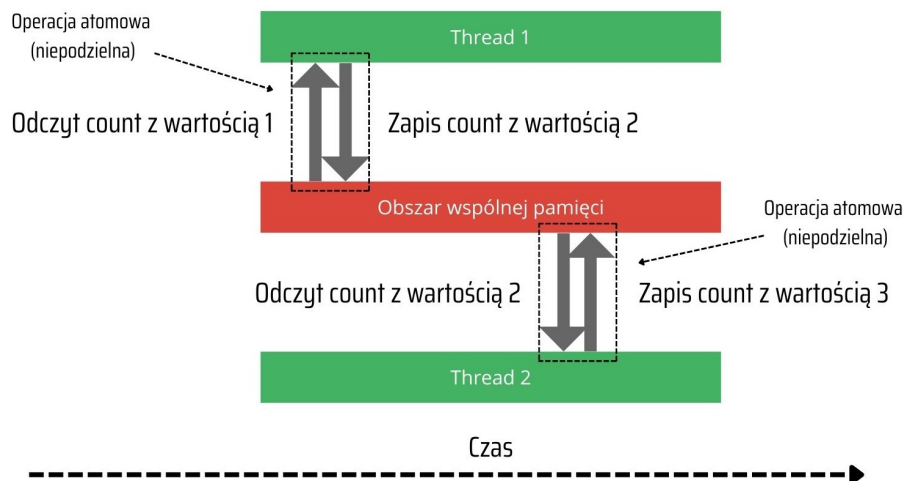 Operacja atomowa
(niepodzielna)
Thread 1
Odczyt count z wartością 1
Zapis count z wartością 2
Obszar wspólnej pamięci
Operacja atomowa
(niepodzielna)
Odczyt count z wartością 2
Zapis count z wartością 3
Thread 2
Czas